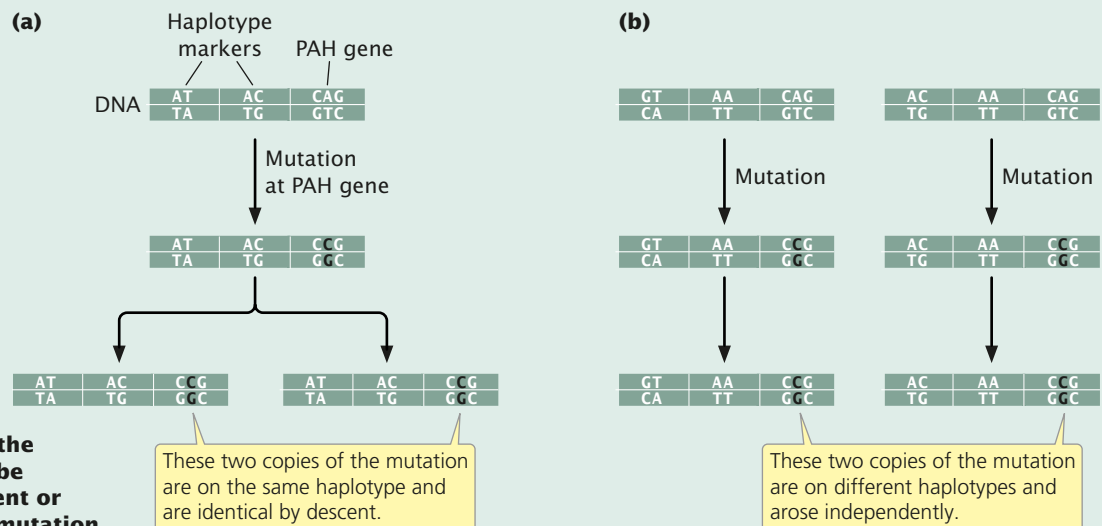 (a)
Haplotype
markers
PAH gene
DNA
AT AC CAG
TA TG GTC
Mutation
at PAH gene
AT AC CCG
TA TG GGC
AT AC CCG
TA TG GGC
AT AC CCG
TA TG GGC
These two copies of the mutation
are on the same haplotype and
are identical by descent.
the
be
ent or
mutation
(b)
GT AA CAG
CA TT GTC
AC AA CAG
TG TT GTC
Mutation
Mutation
GT AA CCG
CA TT GGC
AC AA CCG
TG TT GGC
GT AA CCG
CA TT GGC
AC AA CCG
TG TT GGC
These two copies of the mutation
are on different haplotypes and
arose independently.